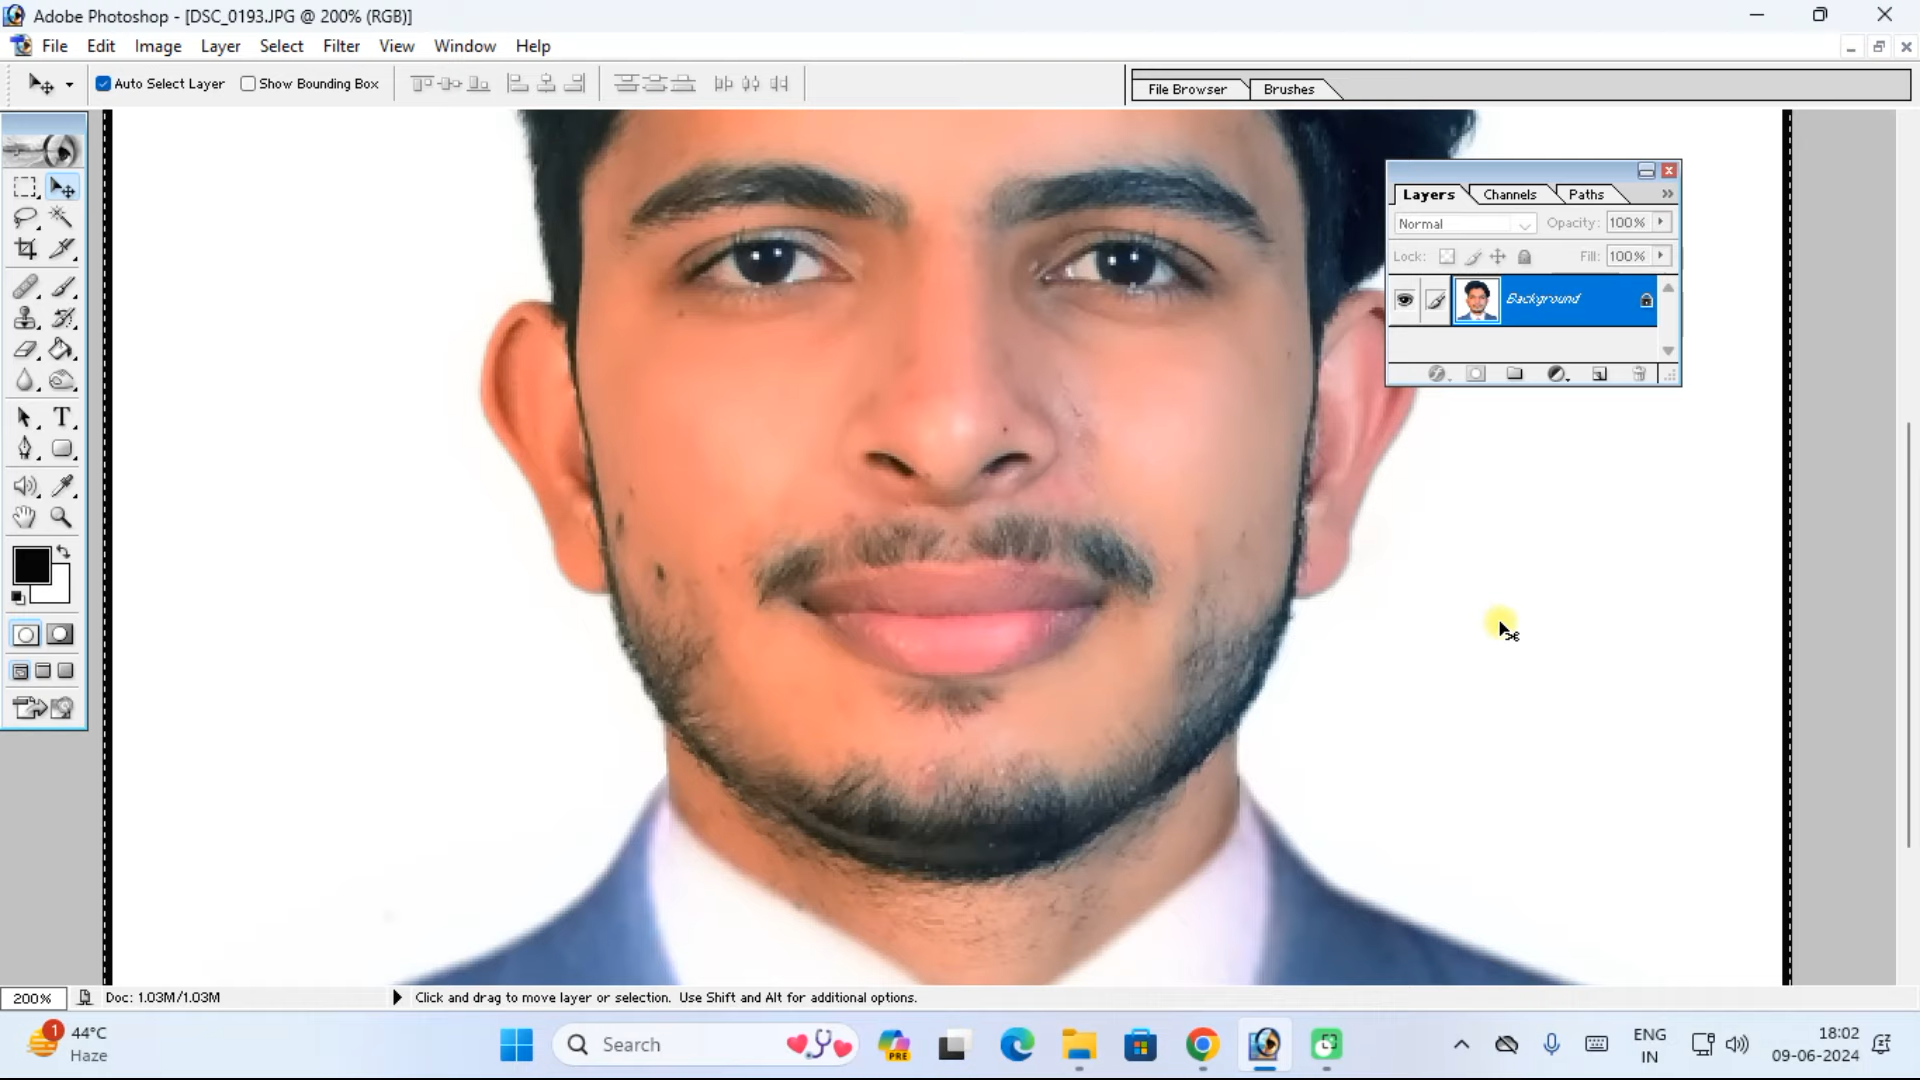 Adobe Photoshop - [DSC_0193.JPG @ 200% (RGB)]
File Edit Image Layer Select Filter View Window Help
Auto Select Layer Show Bounding Box
File Browser Brushes
Layers Channels Paths
Normal Opacity: 100%
Lock: Fill: 100%
Background
200% Doc: 1.03M/1.03M Click and drag to move layer or selection. Use Shift and Alt for additional options.
1 44°C
Haze
Search
PRE
ENG
IN
18:02
09-06-2024